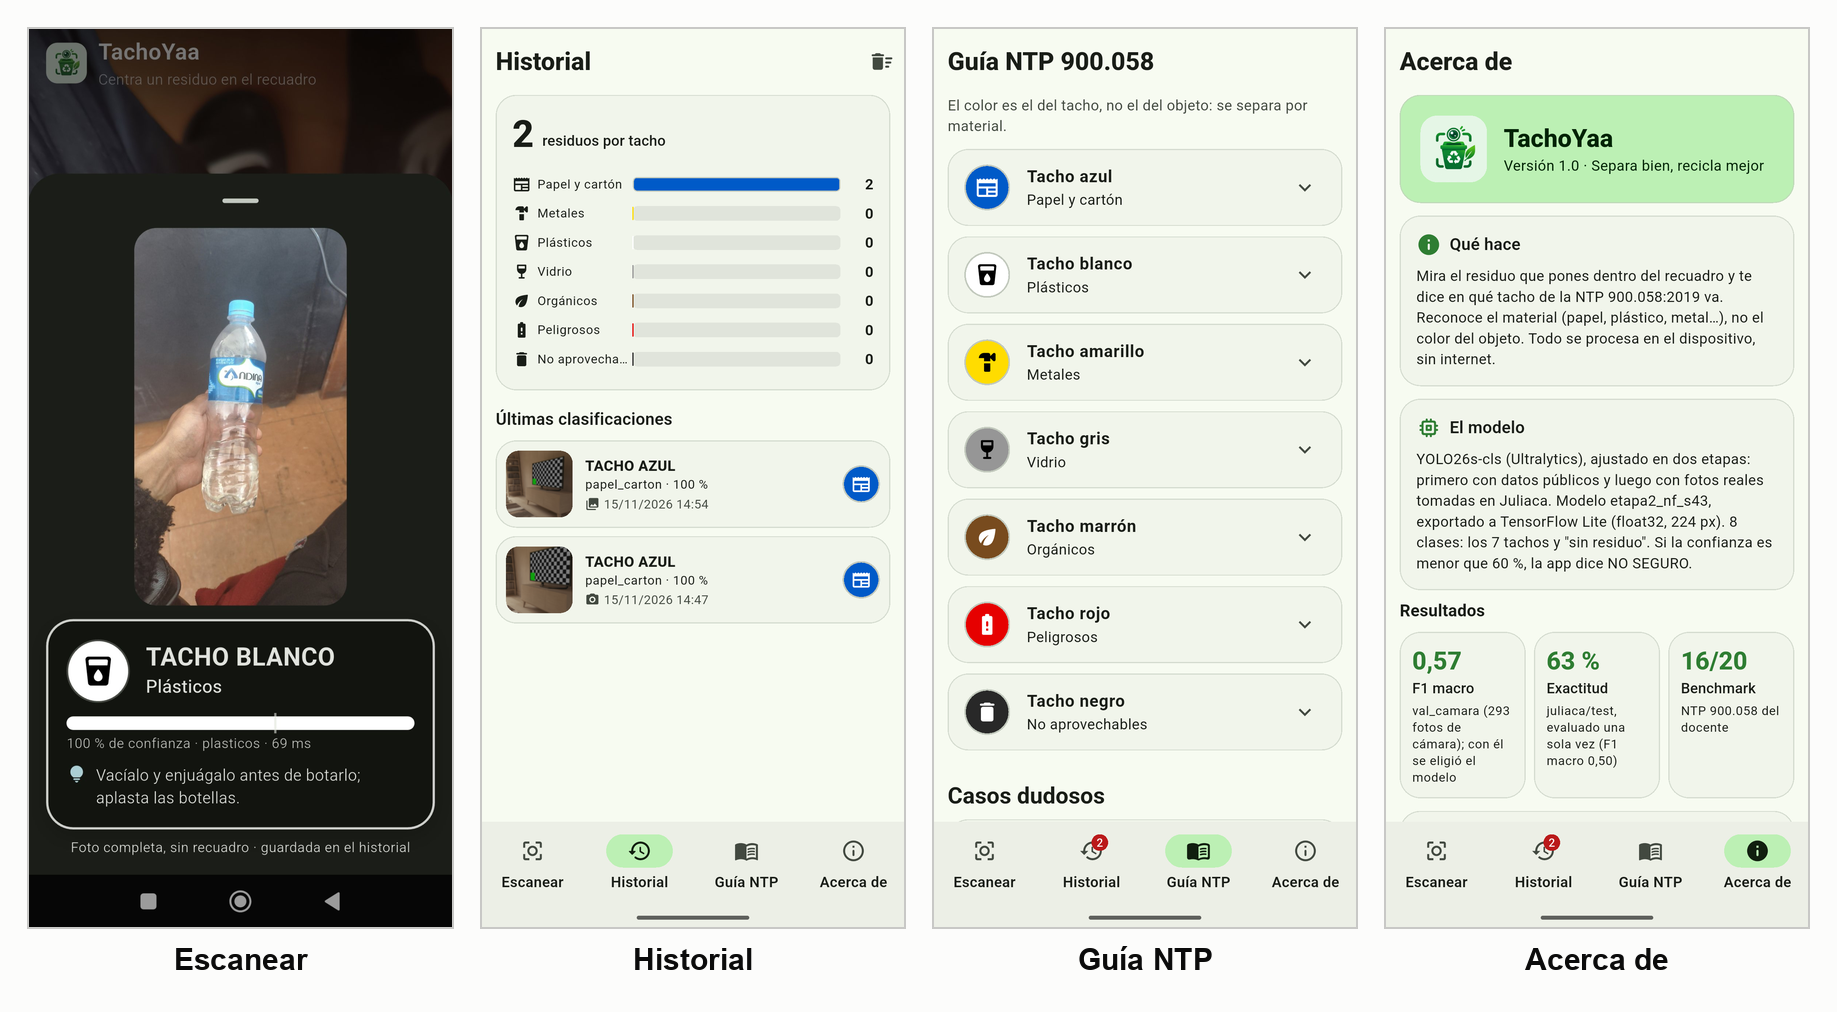 TachoYaa
Centra un residuo en el recuadro
ANDINA
TACHO BLANCO
Plásticos
100 % de confianza · plasticos · 69 ms
Vacíalo y enjuágalo antes de botarlo;
aplasta las botellas.
Foto completa, sin recuadro · guardada en el historial
Escanear
Historial
2 residuos por tacho
Papel y cartón 2
Metales 0
Plásticos 0
Vidrio 0
Orgánicos 0
Peligrosos 0
No aprovecha... 0
Últimas clasificaciones
TACHO AZUL
papel_carton · 100 %
15/11/2026 14:54
TACHO AZUL
papel_carton · 100 %
15/11/2026 14:47
Escanear Historial Guía NTP Acerca de
Historial
Guía NTP 900.058
El color es el del tacho, no el del objeto: se separa por
material.
Tacho azul
Papel y cartón
Tacho blanco
Plásticos
Tacho amarillo
Metales
Tacho gris
Vidrio
Tacho marrón
Orgánicos
Tacho rojo
Peligrosos
Tacho negro
No aprovechables
Casos dudosos
2
Escanear Historial Guía NTP Acerca de
Guía NTP
Acerca de
TachoYaa
Versión 1.0 · Separa bien, recicla mejor
Qué hace
Mira el residuo que pones dentro del recuadro y te
dice en qué tacho de la NTP 900.058:2019 va.
Reconoce el material (papel, plástico, metal…), no el
color del objeto. Todo se procesa en el dispositivo,
sin internet.
El modelo
YOLO26s-cls (Ultralytics), ajustado en dos etapas:
primero con datos públicos y luego con fotos reales
tomadas en Juliaca. Modelo etapa2_nf_s43,
exportado a TensorFlow Lite (float32, 224 px). 8
clases: los 7 tachos y "sin residuo". Si la confianza es
menor que 60 %, la app dice NO SEGURO.
Resultados
0,57
F1 macro
val_camara (293
fotos de
cámara); con él
se eligió el
modelo
63 %
Exactitud
juliaca/test,
evaluado una
sola vez (F1
macro 0,50)
16/20
Benchmark
NTP 900.058 del
docente
2
Escanear Historial Guía NTP Acerca de
Acerca de